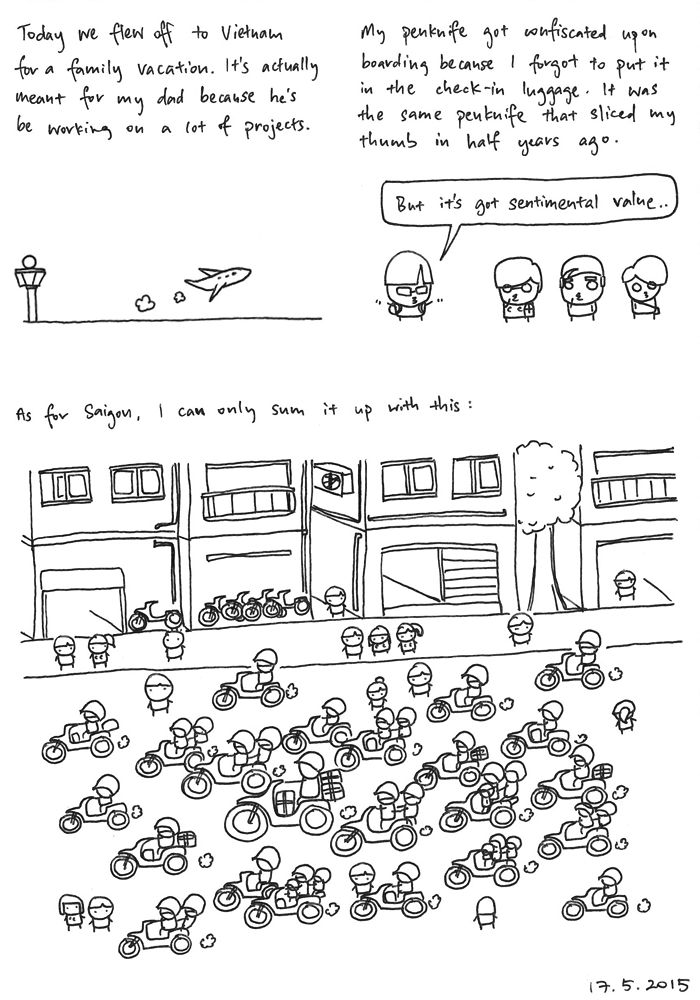 Today we flew off to Vietnam
for a family vacation. It's actually
meant for my dad because he's
be working on a lot of projects.
My penknife got confiscated upon
boarding because I forgot to put it
in the check-in luggage. It was
the same penknife that sliced my
thumb in half years ago.
But it's got sentimental value..
As for Saigon, I can only sum it up with this:
17.5.2015